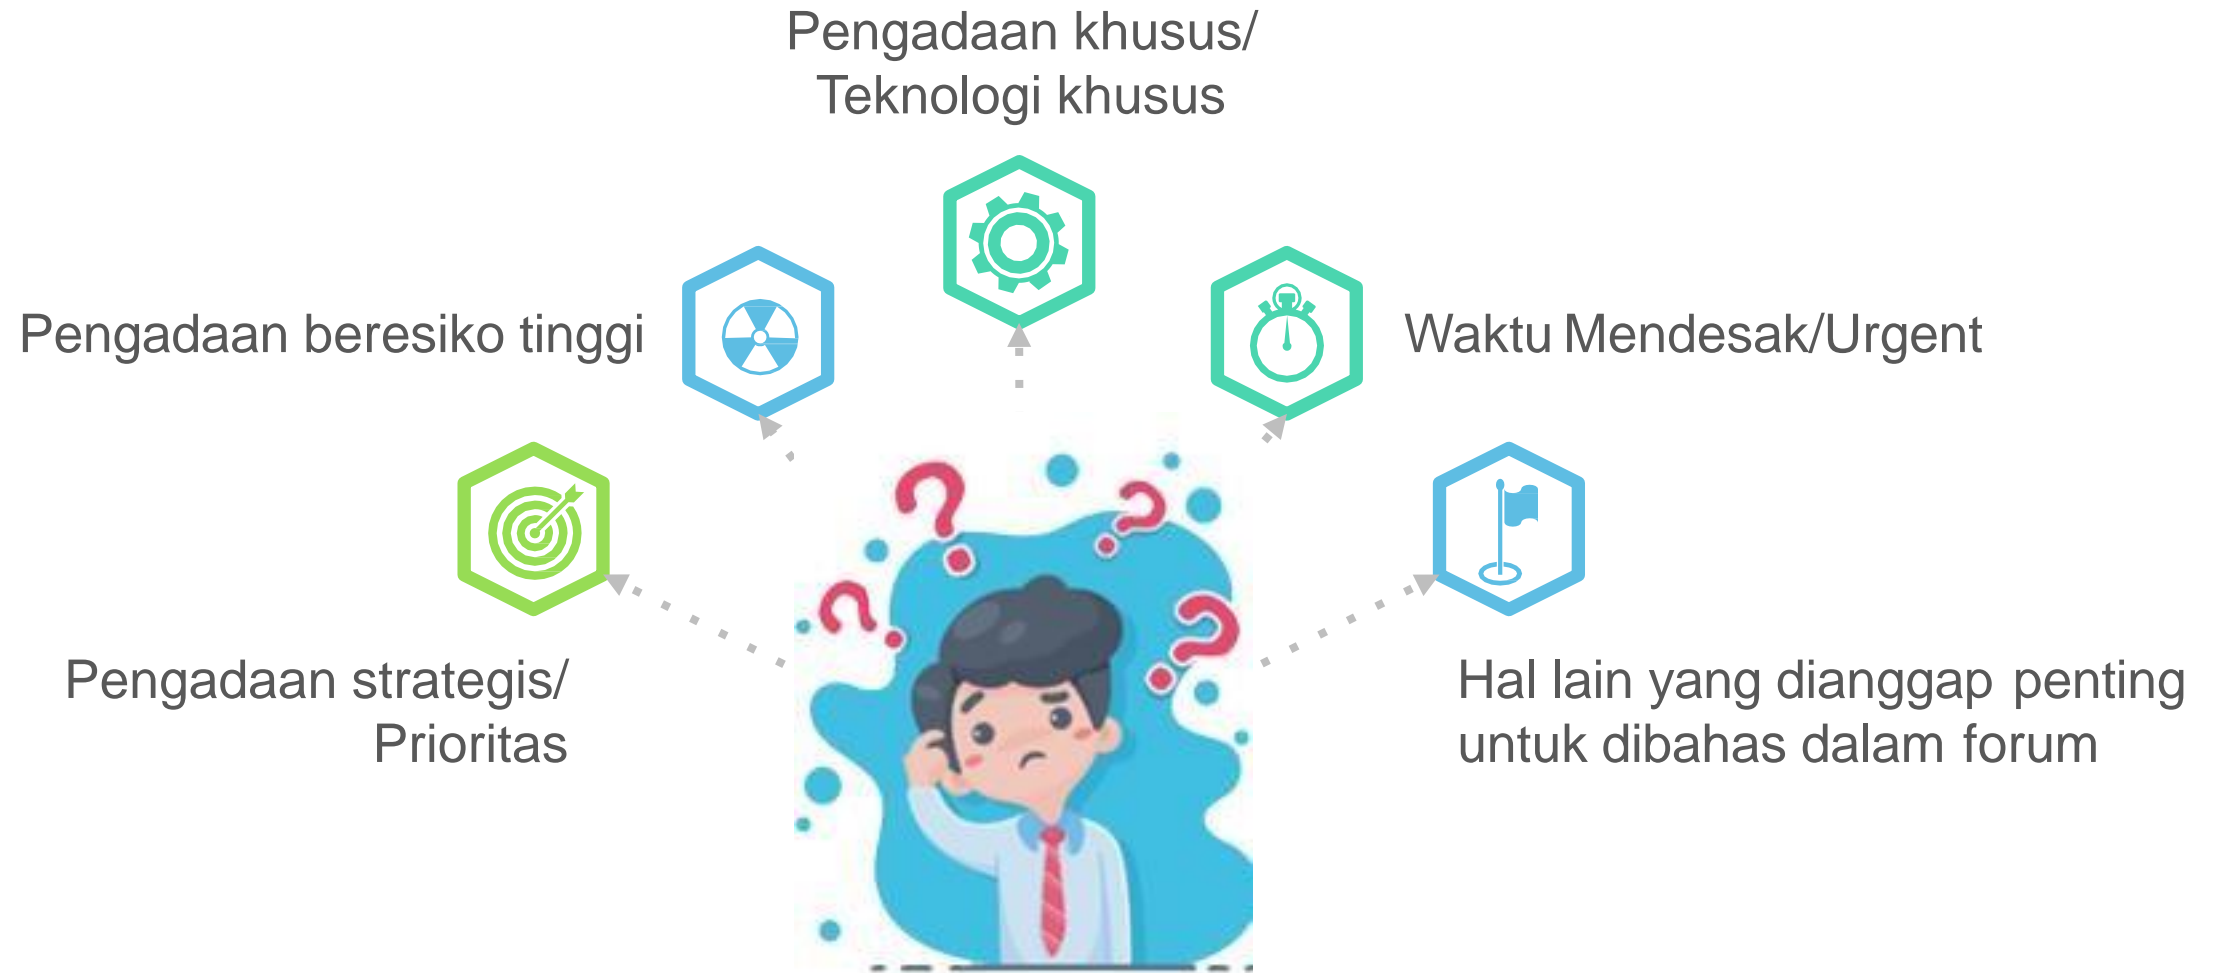 Pengadaan khusus/
Teknologi khusus
Pengadaan beresiko tinggi
Waktu Mendesak/Urgent
Pengadaan strategis/
Prioritas
Hal lain yang dianggap penting
untuk dibahas dalam forum